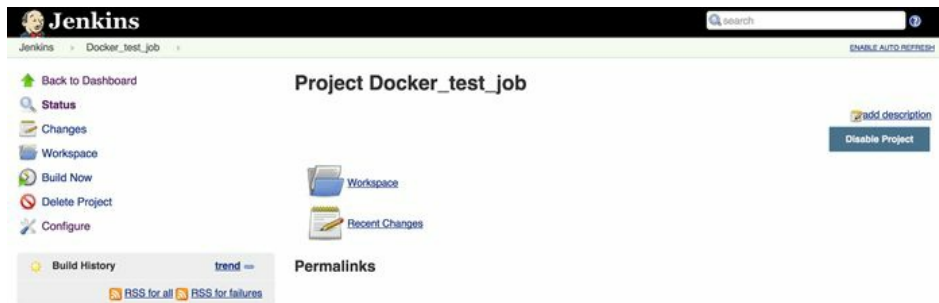 Jenkins
search
Jenkins Docker_test_job
ENABLE AUTO REFRESH
Back to Dashboard
Status
Changes
Workspace
Build Now
Delete Project
Configure
Build History trend
RSS for all RSS for failures
Project Docker_test_job
add description
Disable Project
Workspace
Recent Changes
Permalinks